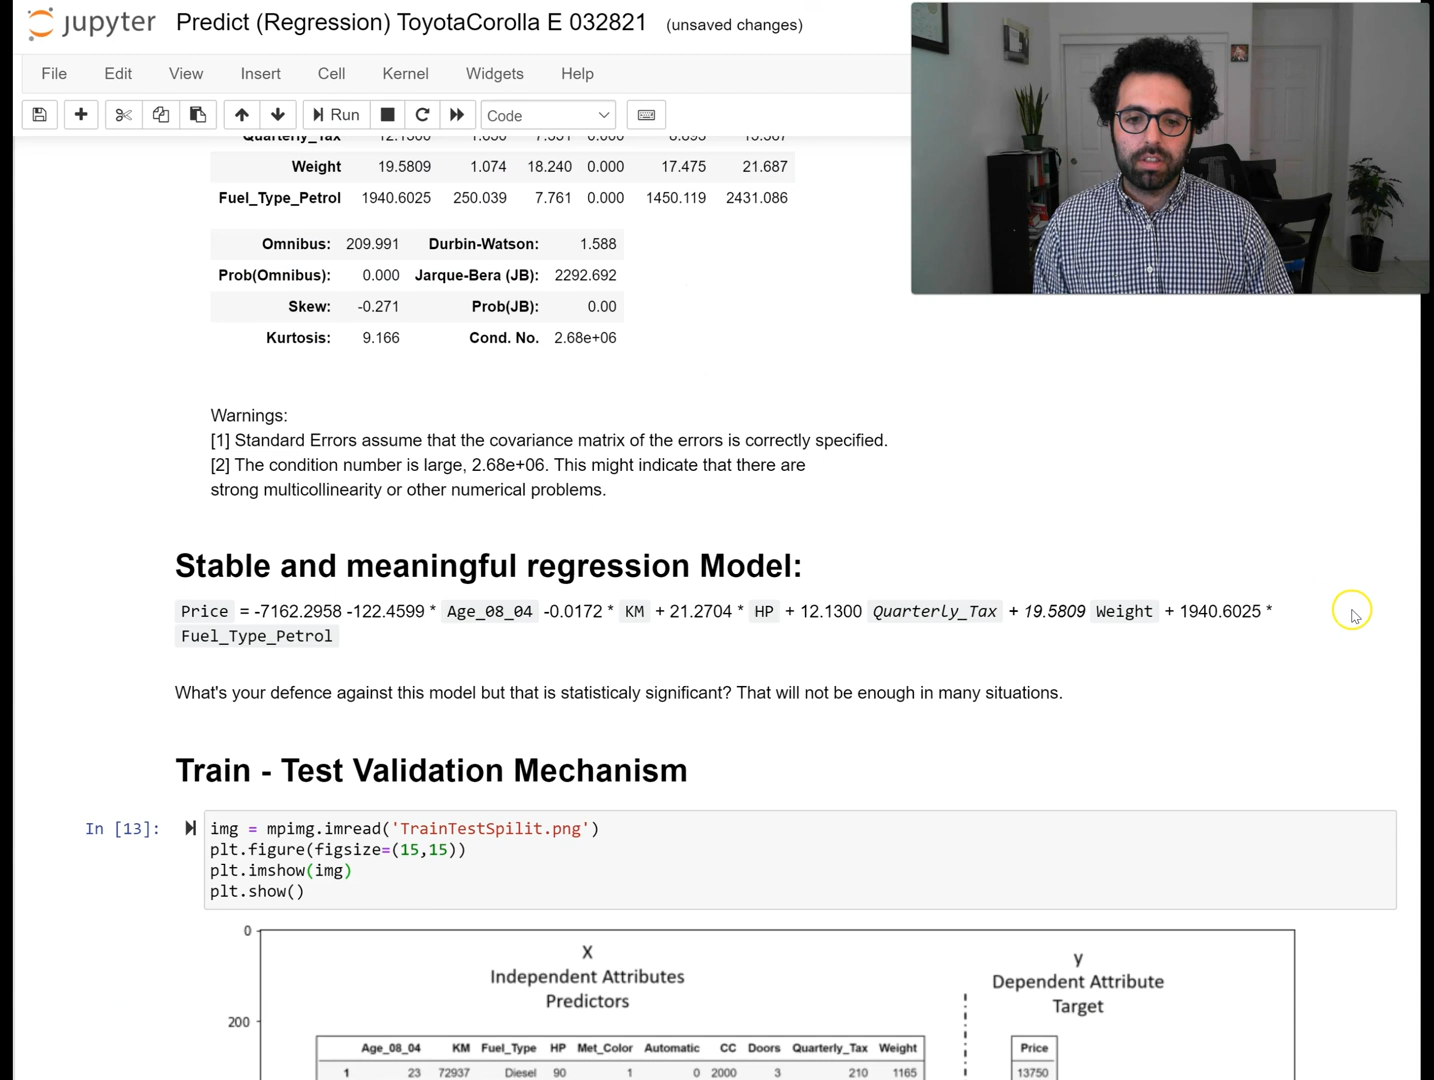 jupyter Predict (Regression) ToyotaCorolla E 032821 (unsaved changes)
File Edit View Insert Cell Kernel Widgets Help
Run Code
Quarterly_Tax 12.1300
Weight 19.5809 1.074 18.240 0.000 17.475 21.687
Fuel_Type_Petrol 1940.6025 250.039 7.761 0.000 1450.119 2431.086
Omnibus: 209.991 Durbin-Watson: 1.588
Prob(Omnibus): 0.000 Jarque-Bera (JB): 2292.692
Skew: -0.271 Prob(JB): 0.00
Kurtosis: 9.166 Cond. No. 2.68e+06
Warnings:
[1] Standard Errors assume that the covariance matrix of the errors is correctly specified.
[2] The condition number is large, 2.68e+06. This might indicate that there are
strong multicollinearity or other numerical problems.
Stable and meaningful regression Model:
Price = -7162.2958 -122.4599 * Age_08_04 -0.0172 * KM + 21.2704 * HP + 12.1300 Quarterly_Tax + 19.5809 Weight + 1940.6025 *
Fuel_Type_Petrol
What's your defence against this model but that is statisticaly significant? That will not be enough in many situations.
Train - Test Validation Mechanism
In [13]: img = mpimg.imread('TrainTestSpilit.png')
plt.figure(figsize=(15,15))
plt.imshow(img)
plt.show()
0
X
Independent Attributes
Predictors
y
Dependent Attribute
Target
200
Age_08_04 KM Fuel_Type HP Met_Color Automatic CC Doors Quarterly_Tax Weight Price
1 23 72937 Diesel 90 1 0 2000 3 210 1165 13750